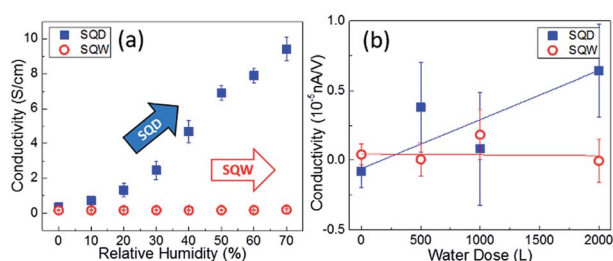 SQD
SQW
(a)
Conductivity (S/cm)
10
8
6
4
2
0
SQD
SQW
0 10 20 30 40 50 60 70
Relative Humidity (%)
SQD
SQW
(b)
Conductivity (10⁻⁵nA/V)
1.0
0.5
0.0
-0.5
0 500 1000 1500 2000
Water Dose (L)